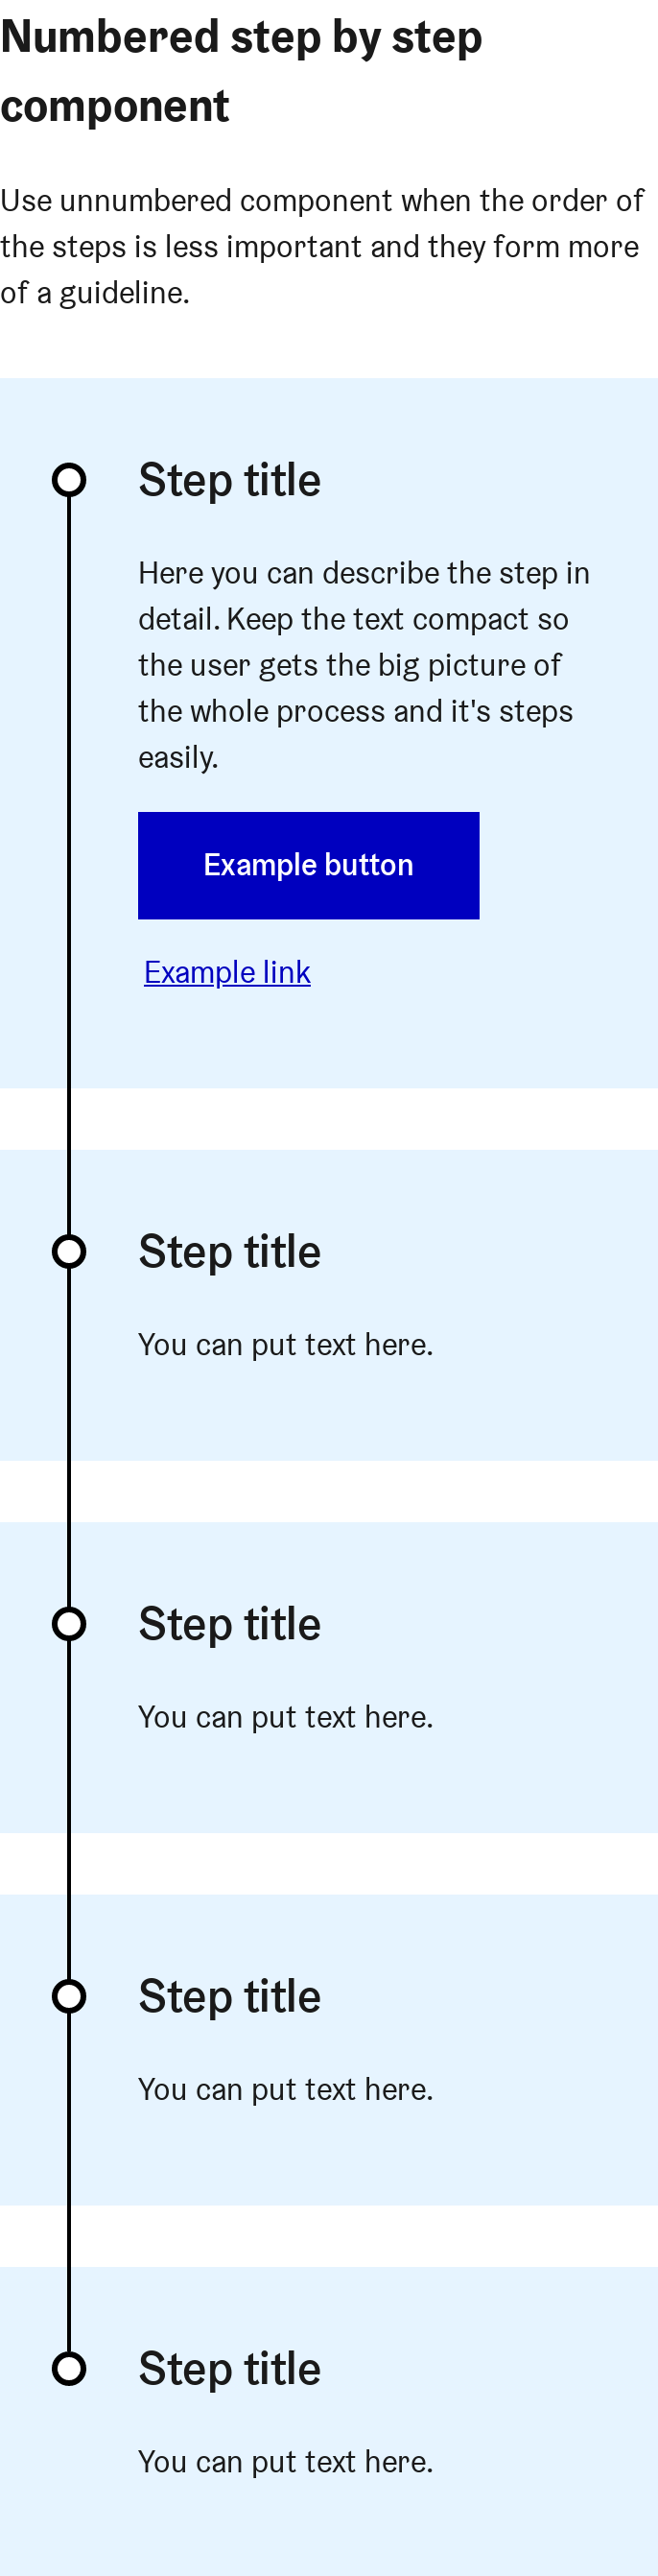 Numbered step by step
component
Use unnumbered component when the order of
the steps is less important and they form more
of a guideline.
Step title
Here you can describe the step in
detail. Keep the text compact so
the user gets the big picture of
the whole process and it's steps
easily.
Example button
Example link
Step title
You can put text here.
Step title
You can put text here.
Step title
You can put text here.
Step title
You can put text here.